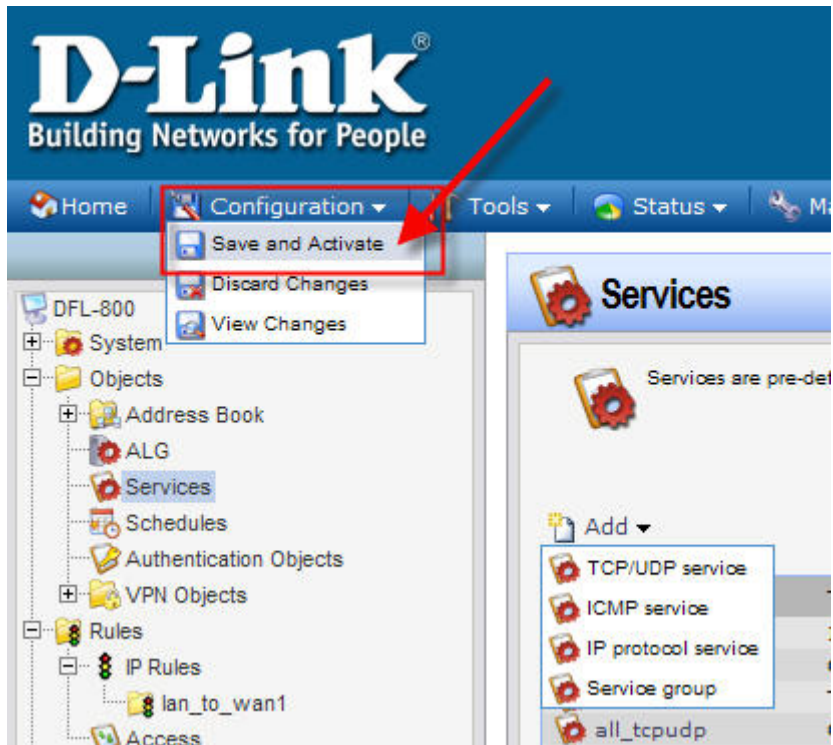 D-Link®
Building Networks for People
Home Configuration Tools Status
Save and Activate
Discard Changes
View Changes
DFL-800
System
Objects
Address Book
ALG
Services
Schedules
Authentication Objects
VPN Objects
Rules
IP Rules
lan_to_wan1
Access
Services
Services are
Add
TCP/UDP service
ICMP service
IP protocol service
Service group
all_tcpudp